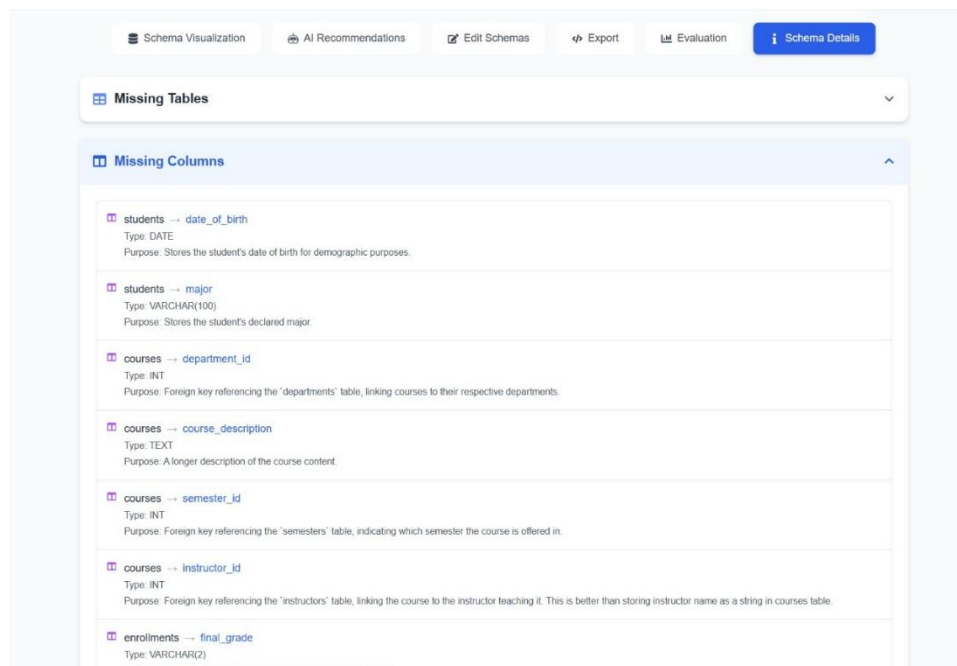 Schema Visualization
AI Recommendations
Edit Schemas
Export
Evaluation
Schema Details
Missing Tables
Missing Columns
students → date_of_birth
Type: DATE
Purpose: Stores the student's date of birth for demographic purposes.
students → major
Type: VARCHAR(100)
Purpose: Stores the student's declared major.
courses → department_id
Type: INT
Purpose: Foreign key referencing the `departments` table, linking courses to their respective departments.
courses → course_description
Type: TEXT
Purpose: A longer description of the course content.
courses → semester_id
Type: INT
Purpose: Foreign key referencing the `semesters` table, indicating which semester the course is offered in.
courses → instructor_id
Type: INT
Purpose: Foreign key referencing the `instructors` table, linking the course to the instructor teaching it. This is better than storing instructor name as a string in courses table.
enrollments → final_grade
Type: VARCHAR(2)